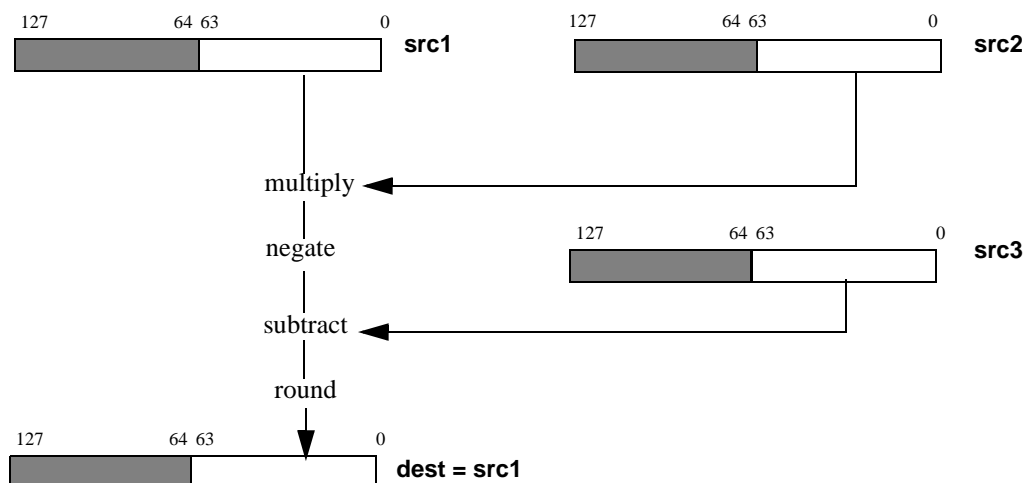 127 64 63 0 src1
127 64 63 0 src2
multiply
negate
127 64 63 0 src3
subtract
round
127 64 63 0
dest = src1